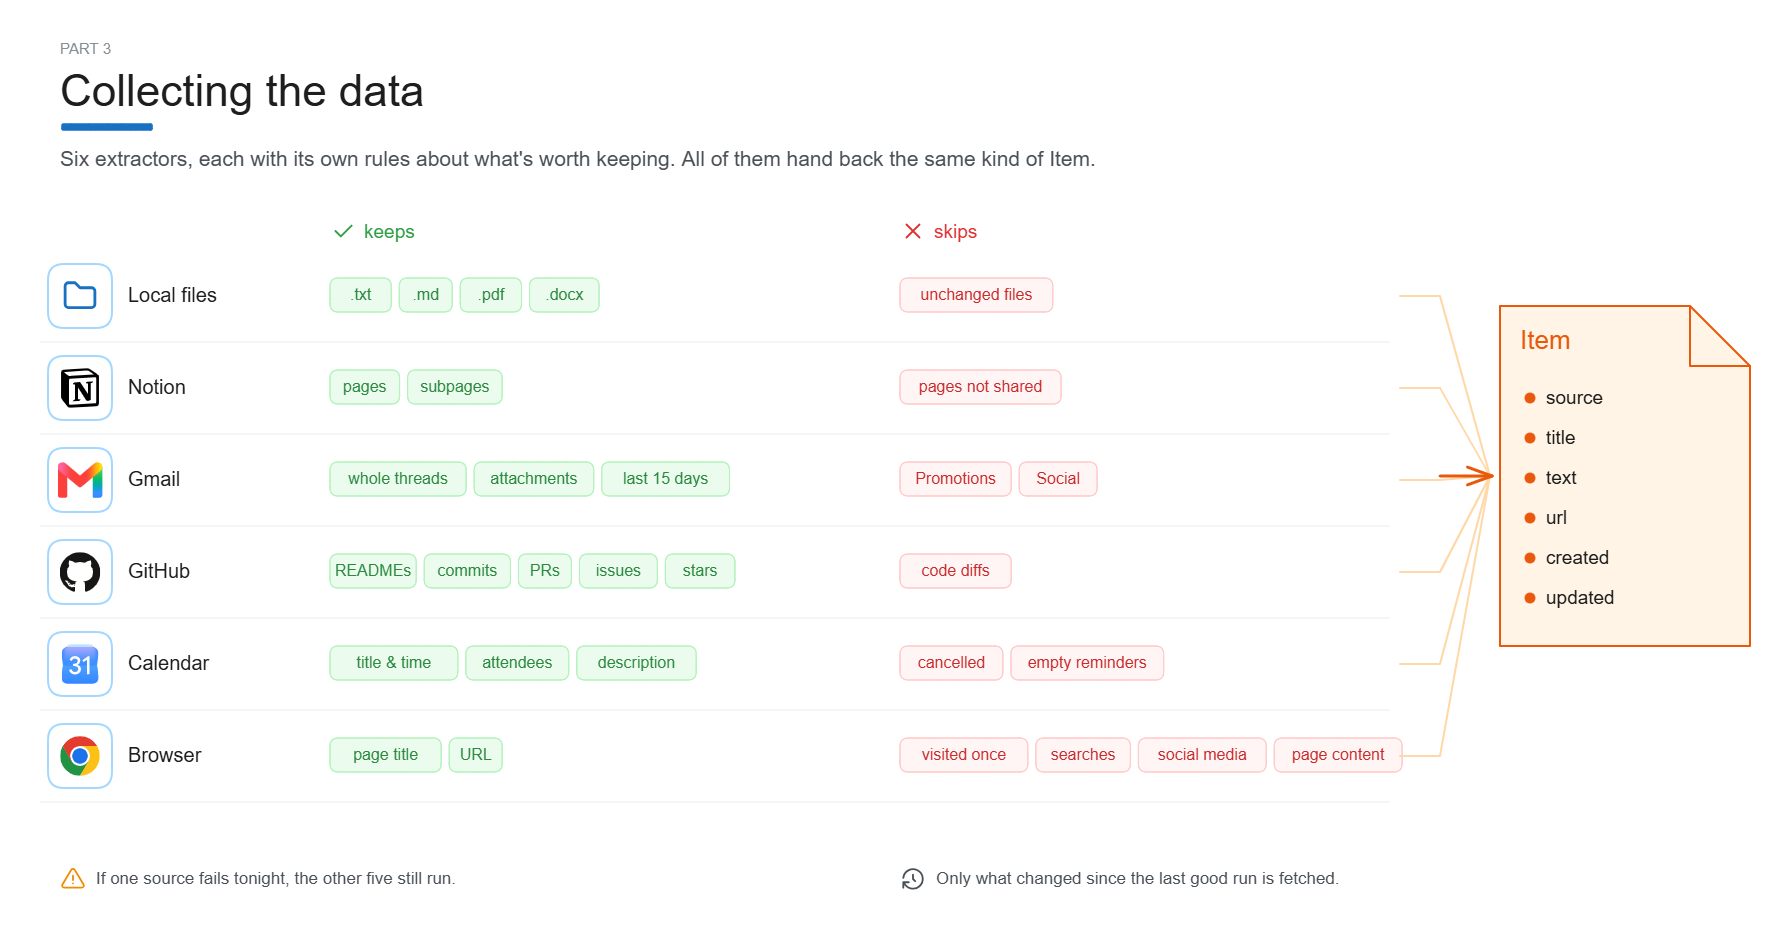 PART 3
Collecting the data
Six extractors, each with its own rules about what's worth keeping. All of them hand back the same kind of Item.
keeps skips
Local files .txt .md .pdf .docx unchanged files
Notion pages subpages pages not shared
Gmail whole threads attachments last 15 days Promotions Social
GitHub READMEs commits PRs issues stars code diffs
31 Calendar title & time attendees description cancelled empty reminders
Browser page title URL visited once searches social media page content
Item
source
title
text
url
created
updated
If one source fails tonight, the other five still run.
Only what changed since the last good run is fetched.